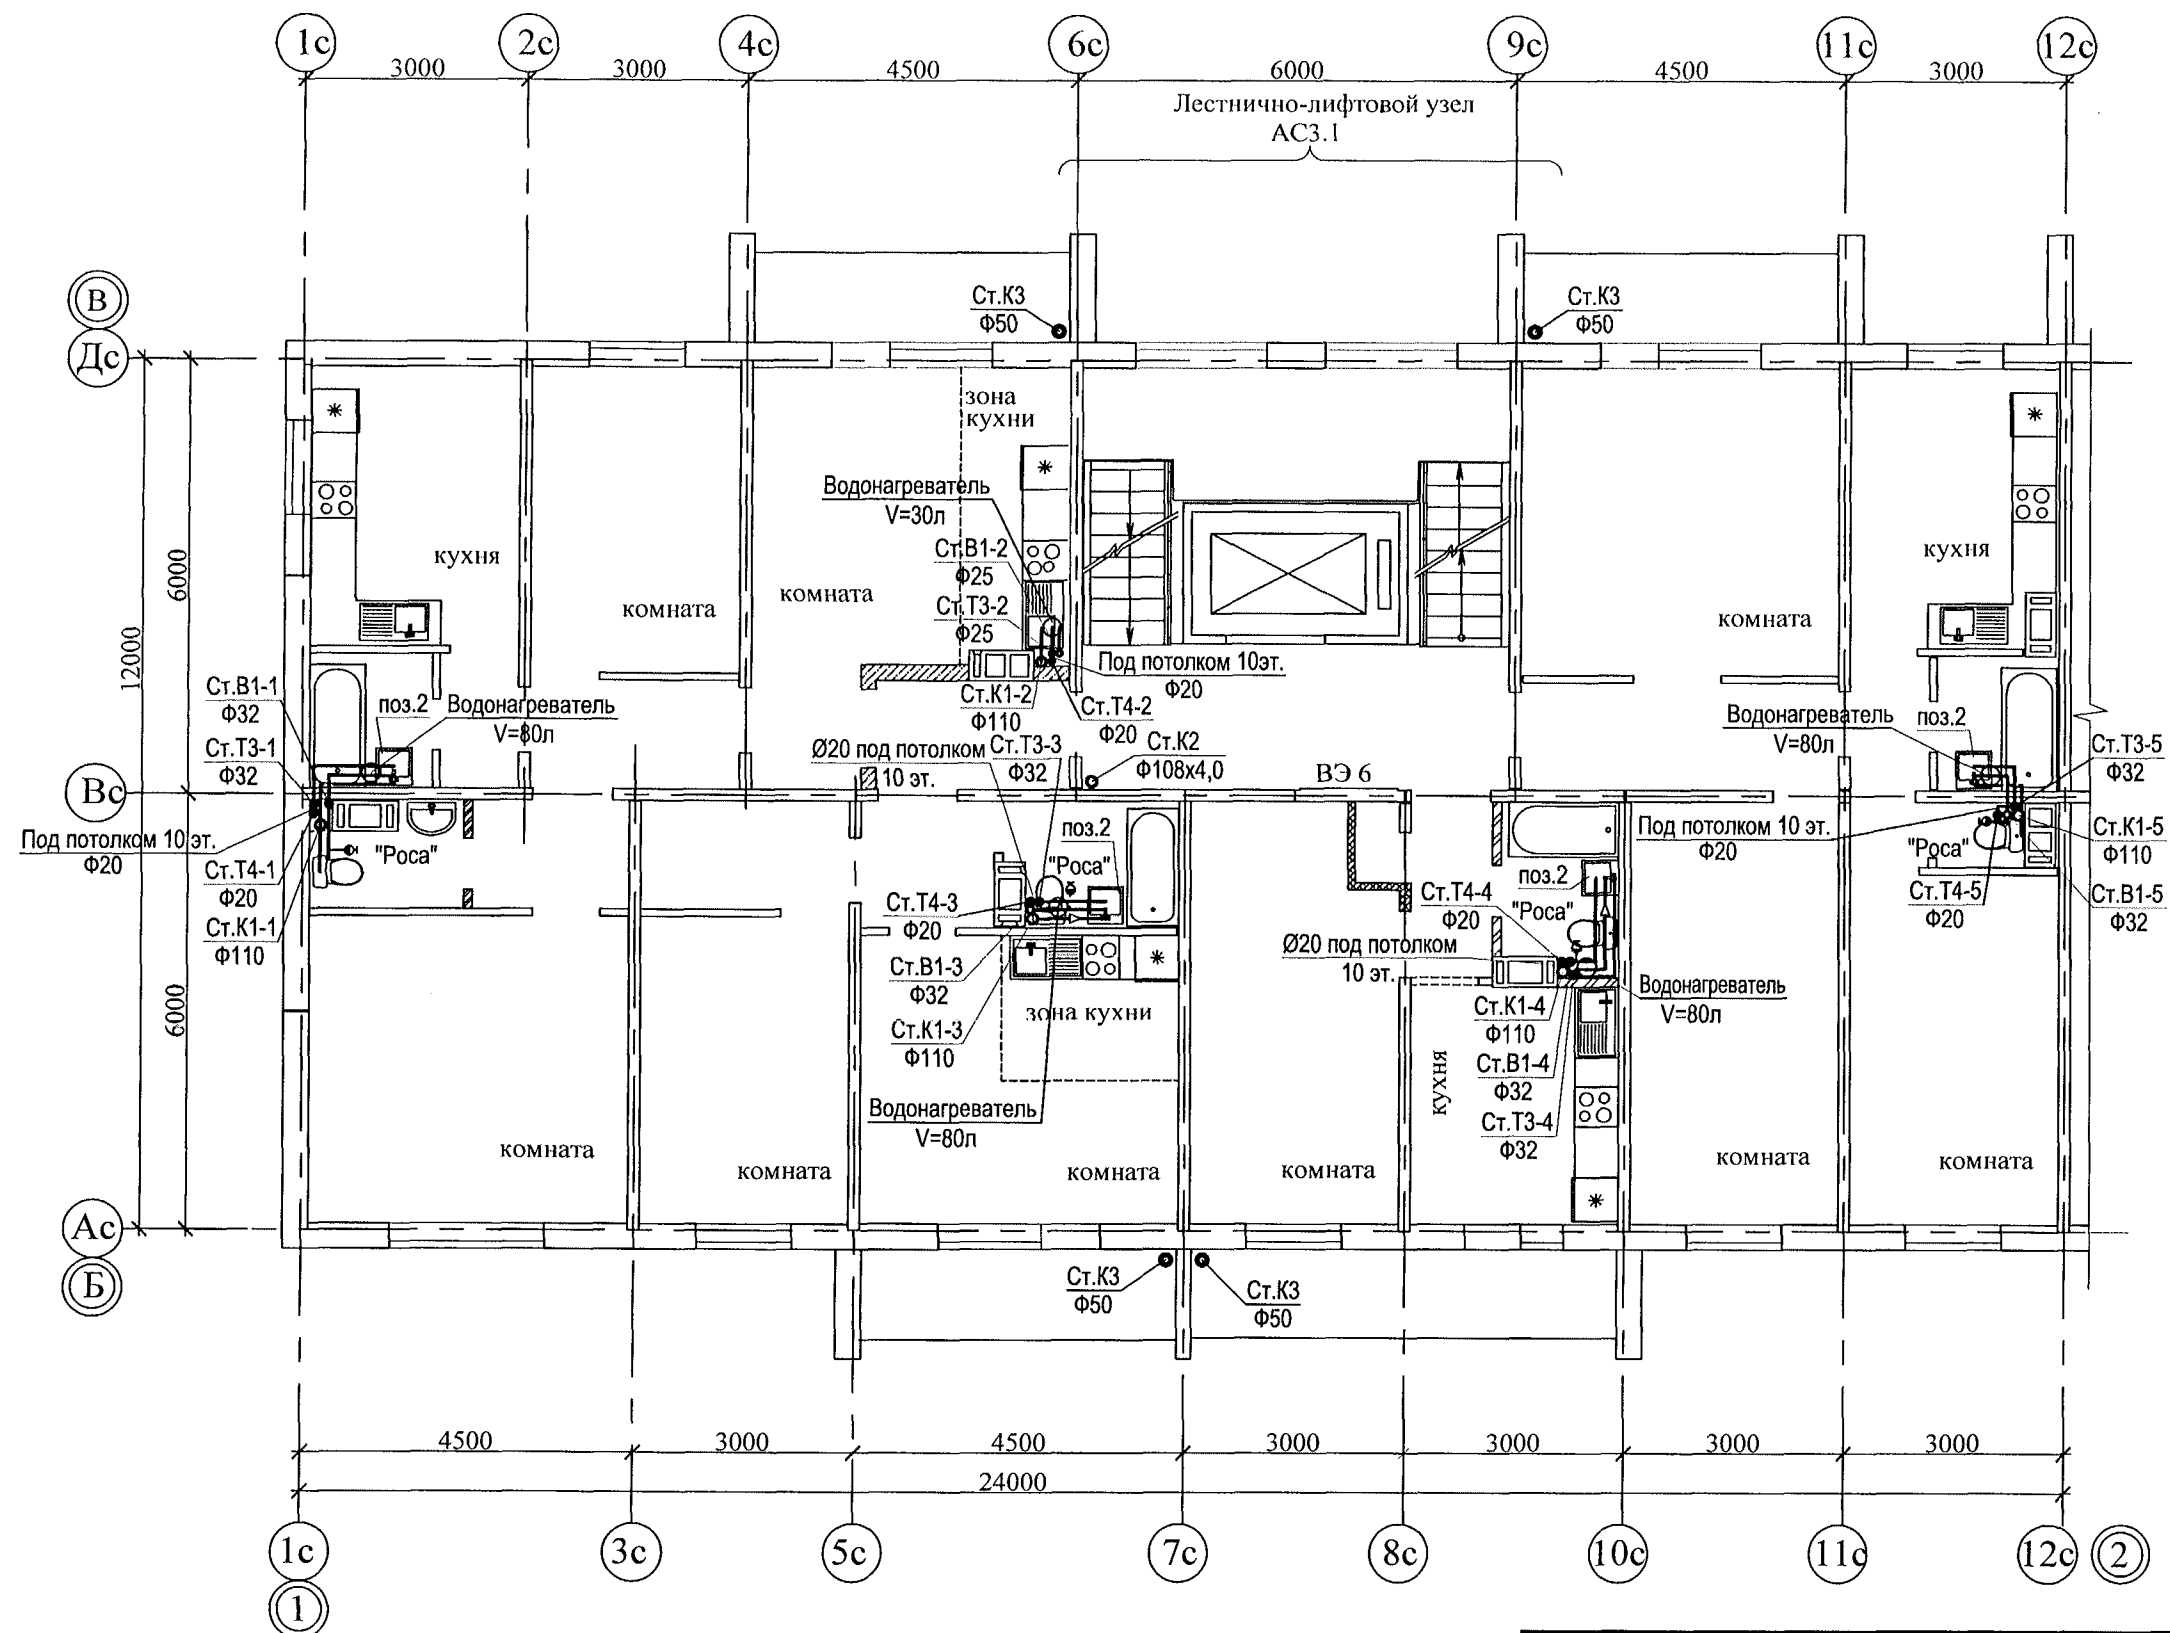 1с 2с 4с 6с 9с 11с 12с
3000 3000 4500 6000 4500 3000
Лестнично-лифтовой узел
АС3.1
В
Дс
Ст.К3
Ф50
Ст.К3
Ф50
зона
кухни
Водонагреватель
V=30л
Ст.В1-2
Ф25
Ст.Т3-2
Ф25
кухня
комната
комната
кухня
комната
6000
12000
Под потолком 10эт.
Ф20
Ст.К1-2
Ф110
Ст.Т4-2
Ф20
Ст.В1-1
Ф32
поз.2
Водонагреватель
V=80л
Ст.Т3-1
Ф32
Ø20 под потолком
10 эт.
Ст.Т3-3
Ф32
Ст.К2
Ф108х4,0
ВЭ 6
Водонагреватель
V=80л
поз.2
Ст.Т3-5
Ф32
Вс
Под потолком 10 эт.
Ф20
"Роса"
Ст.Т4-1
Ф20
Ст.К1-1
Ф110
поз.2
"Роса"
Ст.Т4-3
Ф20
Ст.В1-3
Ф32
Ст.К1-3
Ф110
зона кухни
Водонагреватель
V=80л
поз.2
"Роса"
Ст.Т4-4
Ф20
Ø20 под потолком
10 эт.
Ст.К1-4
Ф110
Ст.В1-4
Ф32
Ст.Т3-4
Ф32
кухня
Водонагреватель
V=80л
Под потолком 10 эт.
Ф20
"Роса"
Ст.К1-5
Ф110
Ст.Т4-5
Ф20
Ст.В1-5
Ф32
6000
комната
комната
комната
комната
комната
комната
Ас
Б
Ст.К3
Ф50
Ст.К3
Ф50
4500 3000 4500 3000 3000 3000 3000
24000
1с 3с 5с 7с 8с 10с 11с 12с 2
1